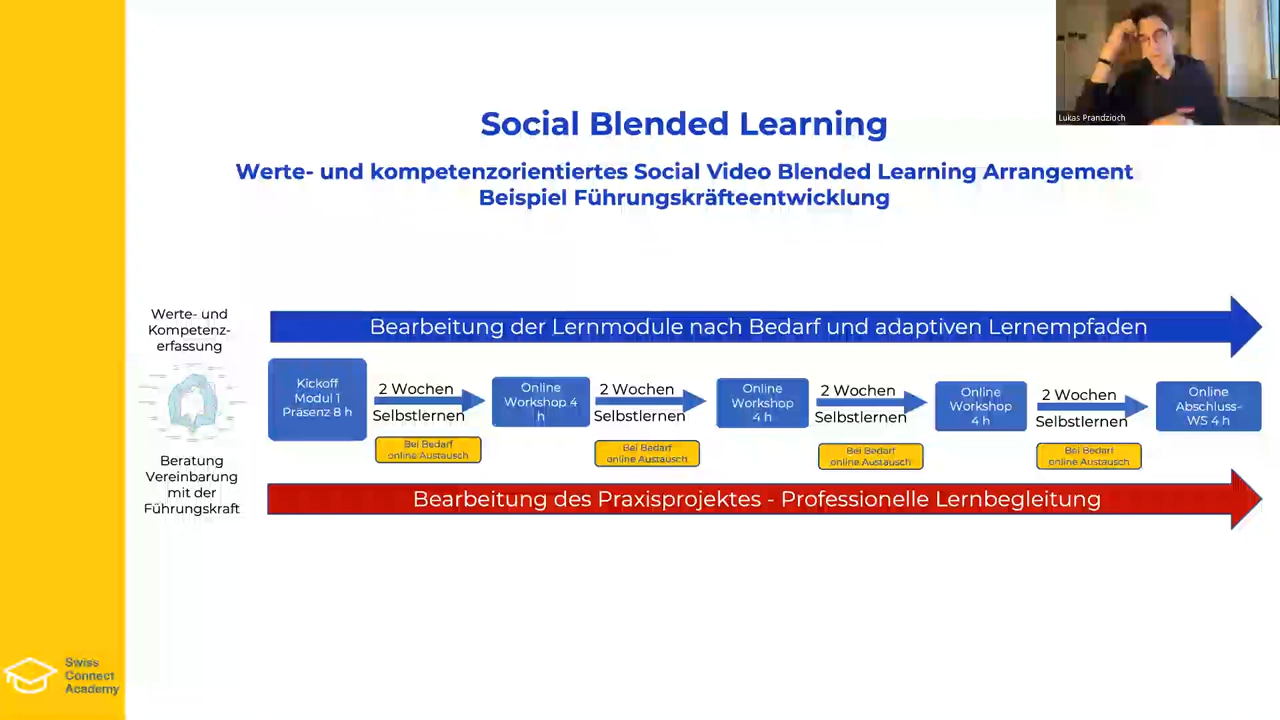 Lukas Prandzioch
Social Blended Learning
Werte- und kompetenzorientiertes Social Video Blended Learning Arrangement
Beispiel Führungskräfteentwicklung
Werte- und
Kompetenz-
erfassung
Bearbeitung der Lernmodule nach Bedarf und adaptiven Lernempfaden
Kickoff
Modul 1
Präsenz 8 h
2 Wochen
Selbstlernen
Bei Bedarf
online Austausch
Online
Workshop 4
h
2 Wochen
Selbstlernen
Bei Bedarf
online Austausch
Online
Workshop
4 h
2 Wochen
Selbstlernen
Bei Bedarf
online Austausch
Online
Workshop
4 h
2 Wochen
Selbstlernen
Bei Bedarf
online Austausch
Online
Abschluss-
WS 4 h
Beratung
Vereinbarung
mit der
Führungskraft
Bearbeitung des Praxisprojektes - Professionelle Lernbegleitung
Swiss
Connect
Academy